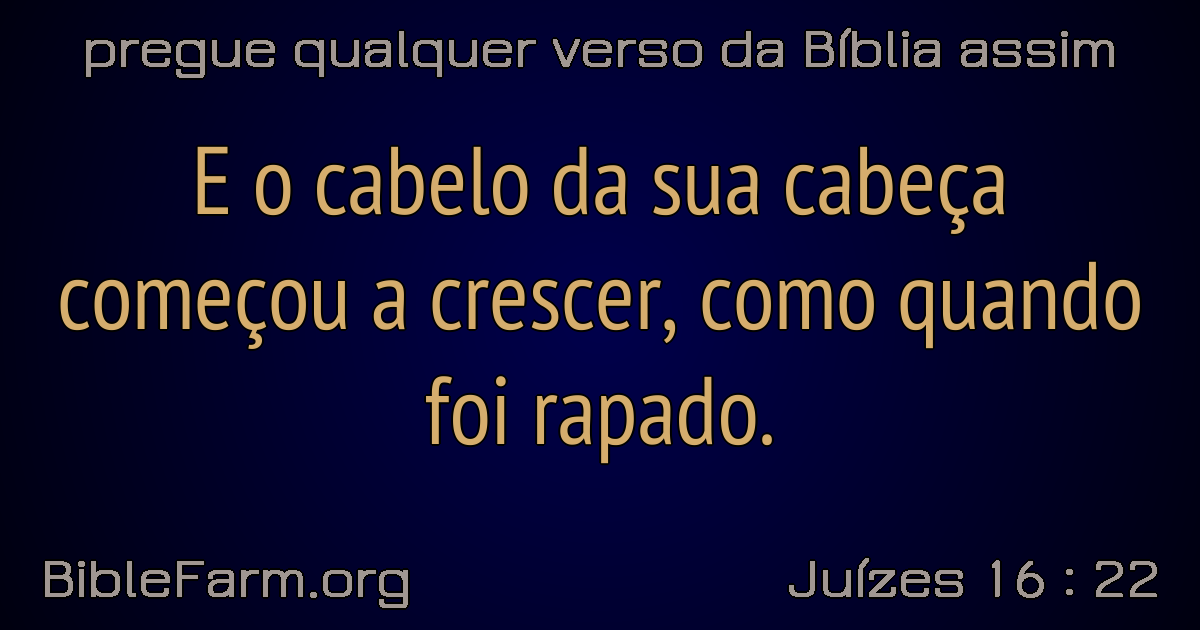 pregue qualquer verso da Bíblia assim
E o cabelo da sua cabeça
começou a crescer, como quando
foi rapado.
BibleFarm.org
Juízes 16 : 22